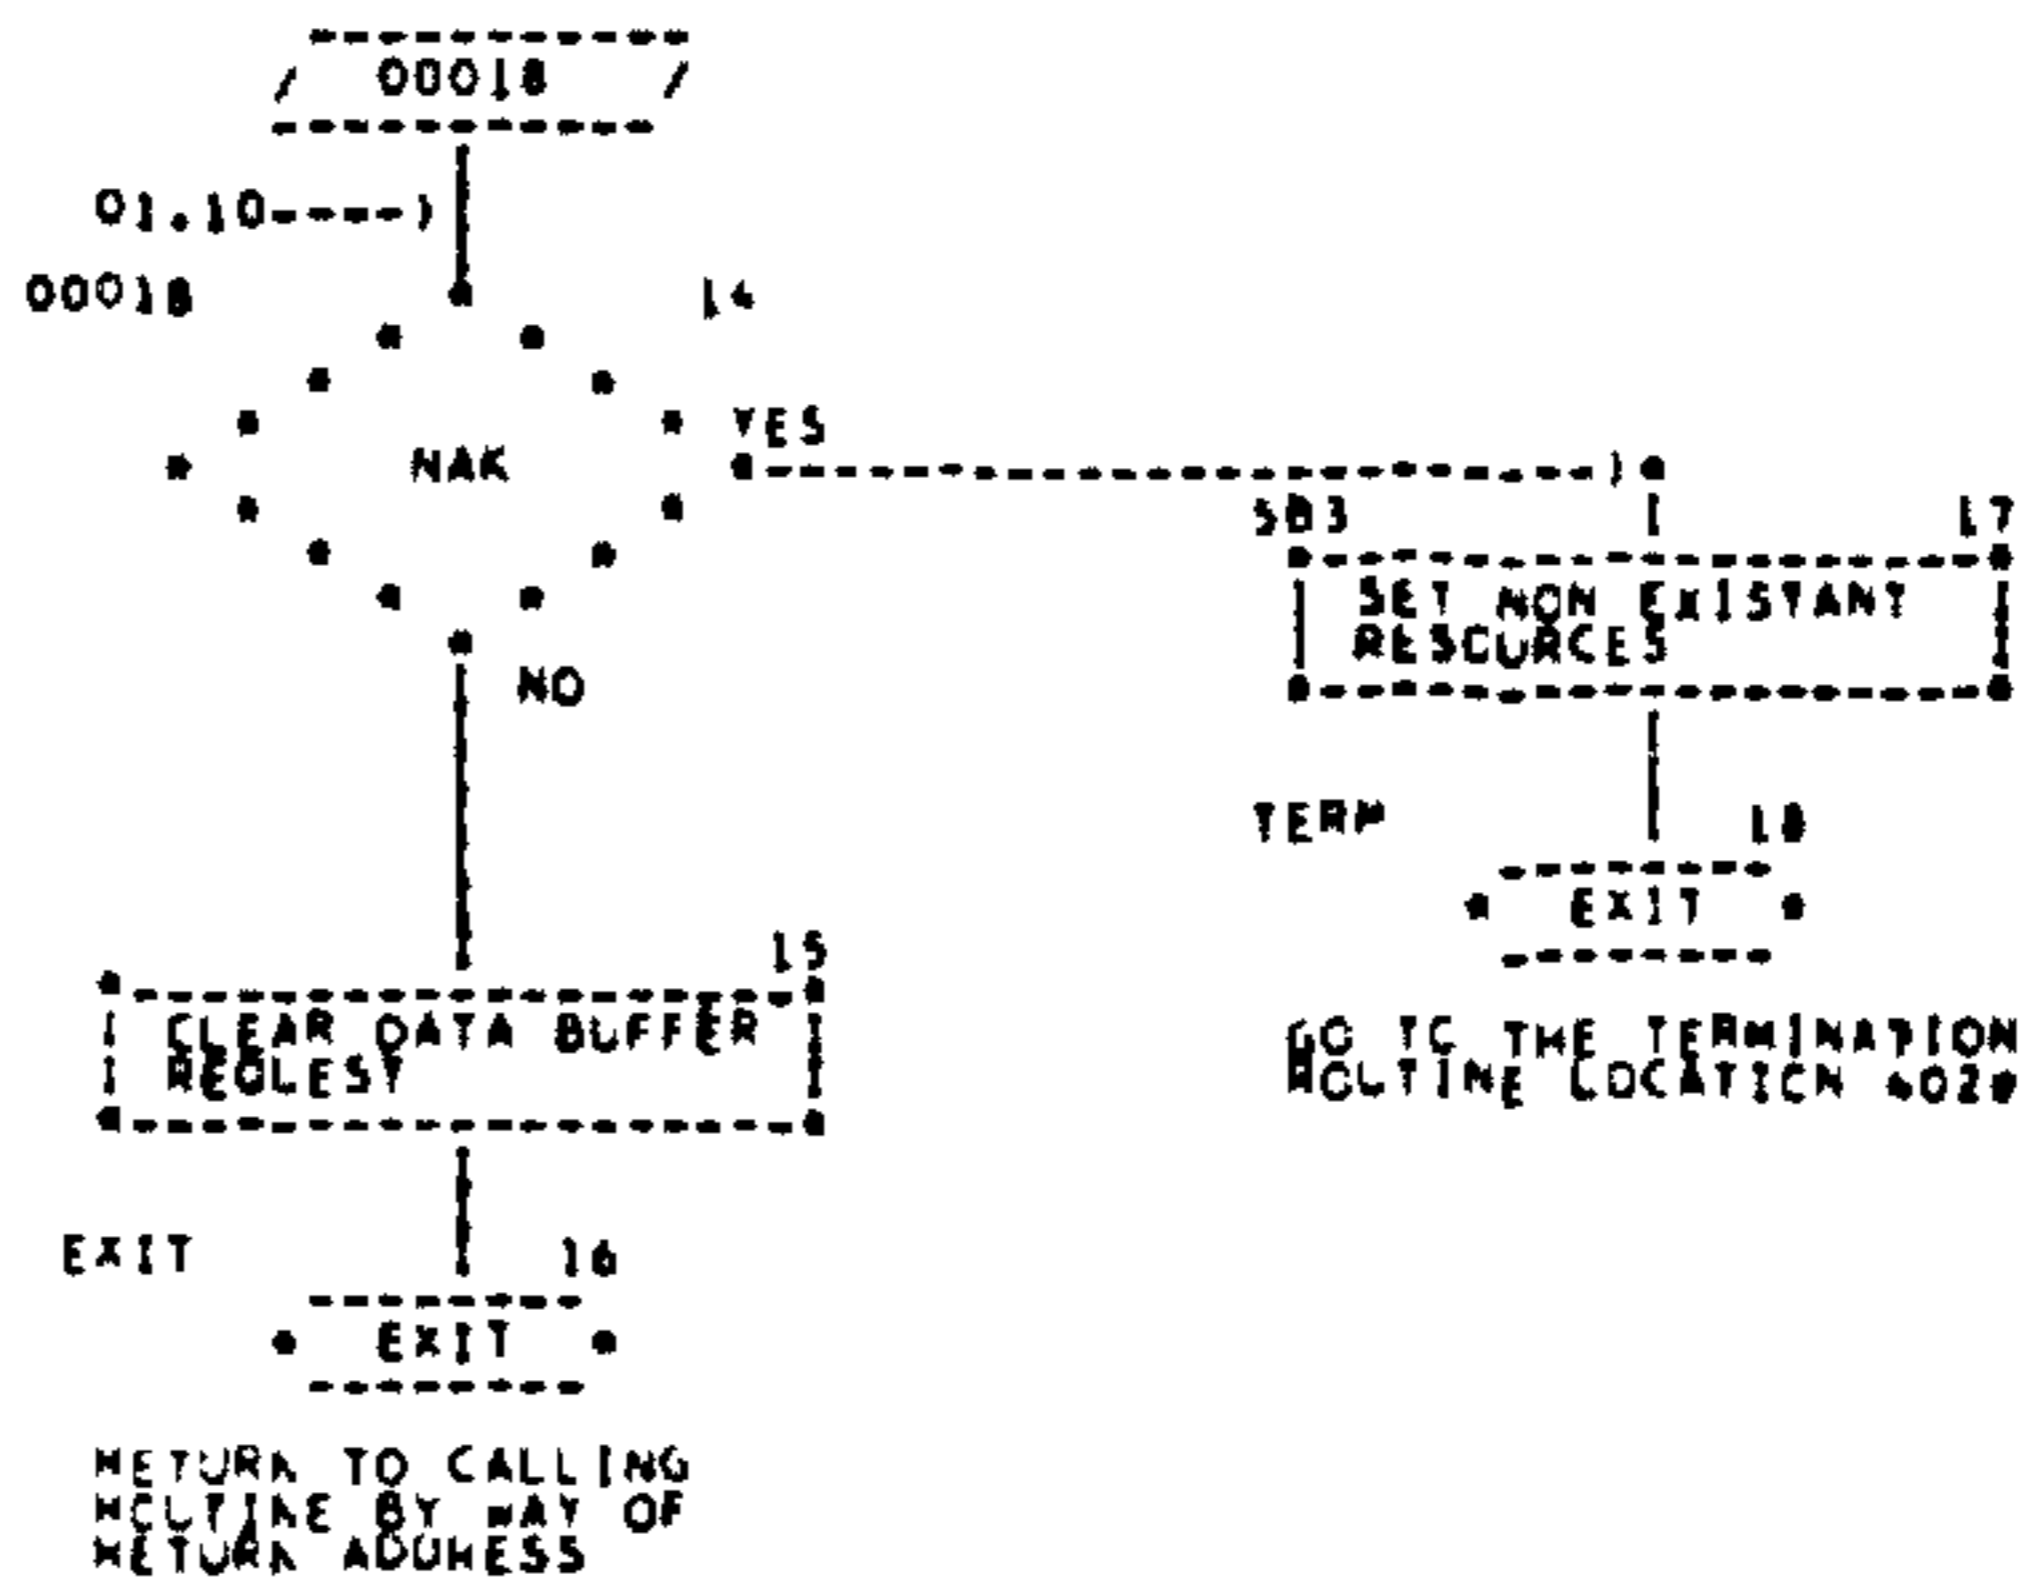 00018
01.10
00018 14
NAK
YES
NO
SB3 17
SET NON EXISTANT
RESOURCES
TERM 18
EXIT
GO TO THE TERMINATION
ROUTINE LOCATION
15
CLEAR DATA BUFFER
REQUEST
EXIT 16
EXIT
RETURN TO CALLING
ROUTINE BY WAY OF
RETURN ADDRESS